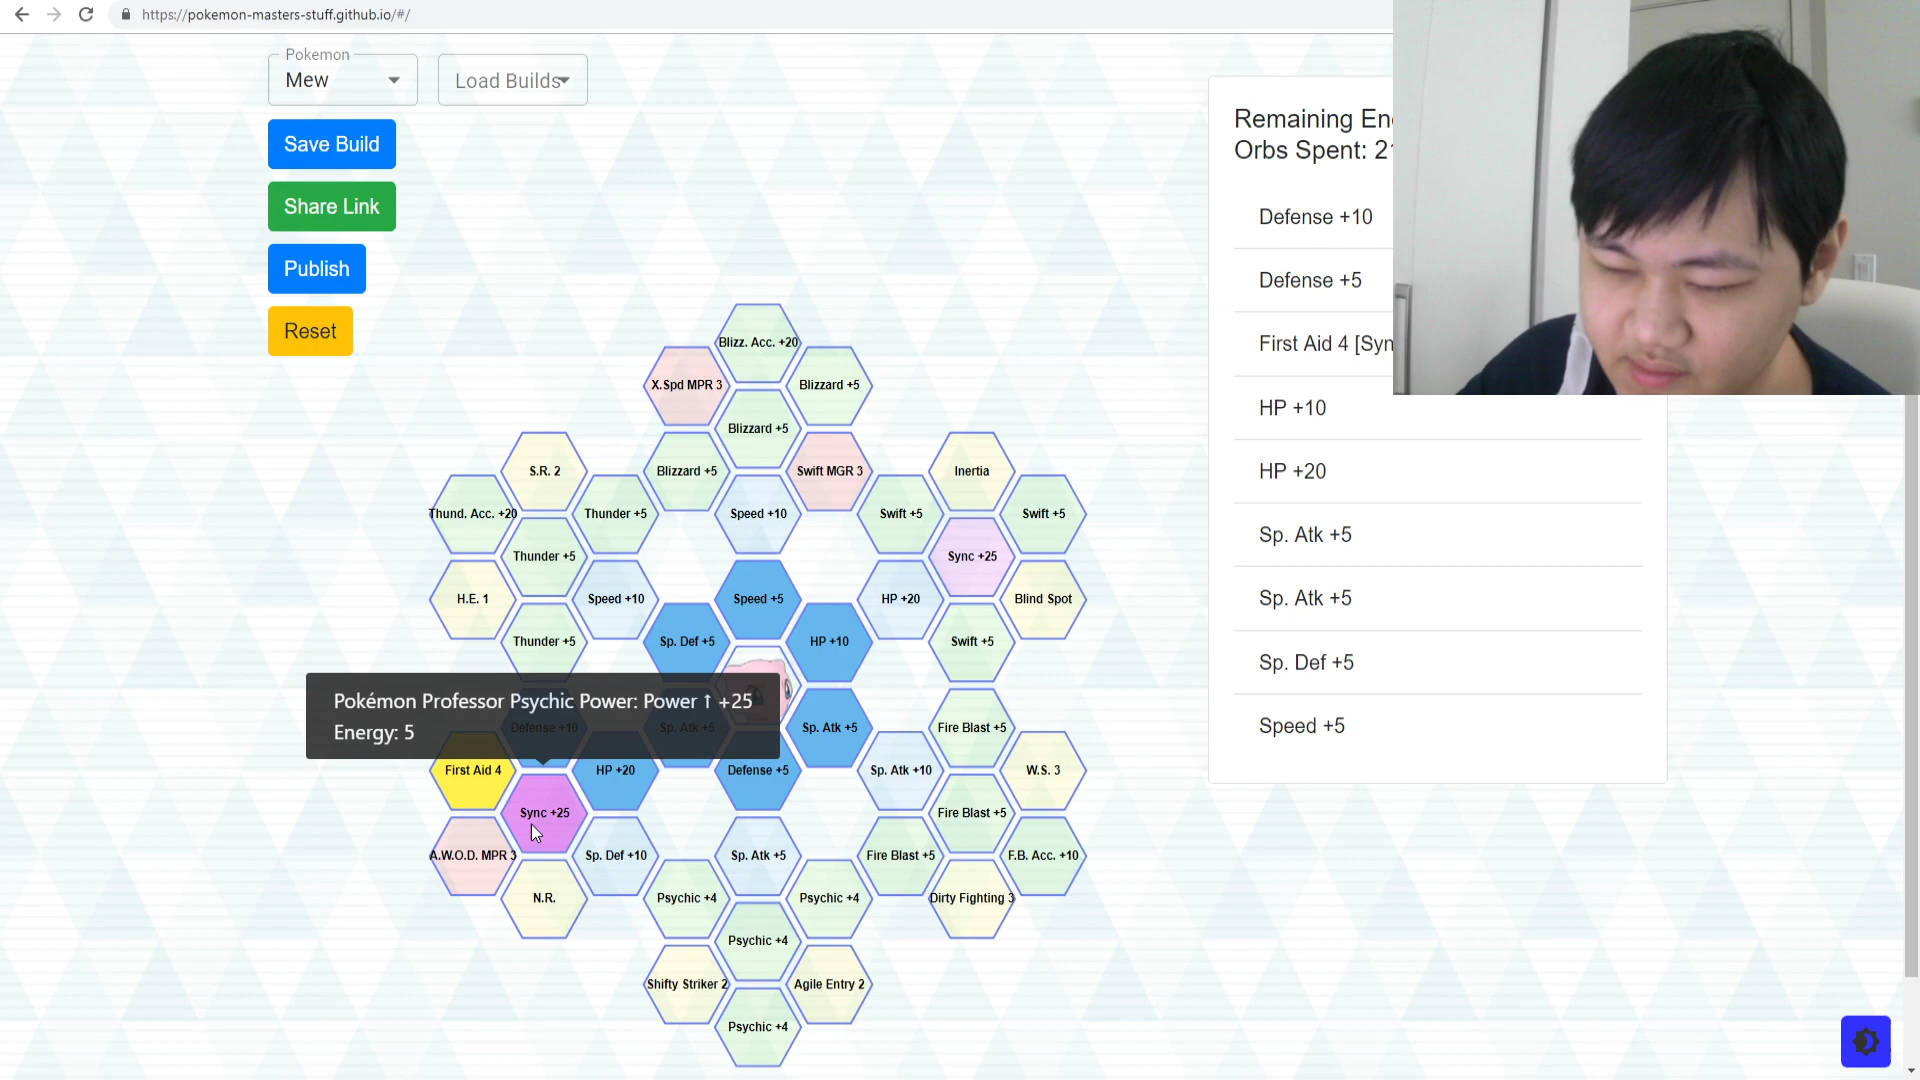 https://pokemon-masters-stuff.github.io/#/
Pokemon
Mew
Load Builds
Save Build
Share Link
Publish
Reset
Remaining En
Orbs Spent: 2
Defense +10
Defense +5
First Aid 4 [Syn
HP +10
HP +20
Sp. Atk +5
Sp. Atk +5
Sp. Def +5
Speed +5
Blizz. Acc. +20
X.Spd MPR 3
Blizzard +5
Blizzard +5
S.R. 2
Blizzard +5
Swift MGR 3
Inertia
Thund. Acc. +20
Thunder +5
Speed +10
Swift +5
Swift +5
Thunder +5
Sync +25
H.E. 1
Speed +10
Speed +5
HP +20
Blind Spot
Thunder +5
Sp. Def +5
HP +10
Swift +5
Pokémon Professor Psychic Power: Power ↑ +25
Energy: 5
Defense +10
Sp. Atk +5
Sp. Atk +5
Fire Blast +5
First Aid 4
HP +20
Defense +5
Sp. Atk +10
W.S. 3
Sync +25
Fire Blast +5
A.W.O.D. MPR 3
Sp. Def +10
Sp. Atk +5
Fire Blast +5
F.B. Acc. +10
N.R.
Psychic +4
Psychic +4
Dirty Fighting 3
Psychic +4
Shifty Striker 2
Agile Entry 2
Psychic +4